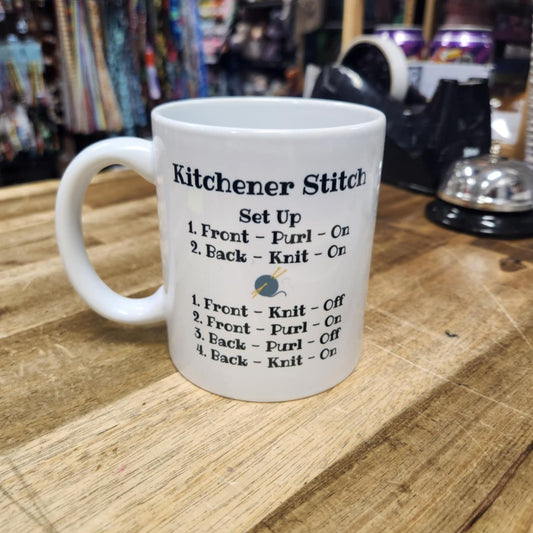 Kitchener Stitch
Set Up
1. Front - Purl - On
2. Back - Knit - On
1. Front - Knit - Off
2. Front - Purl - On
3. Back - Purl - Off
4. Back - Knit - On